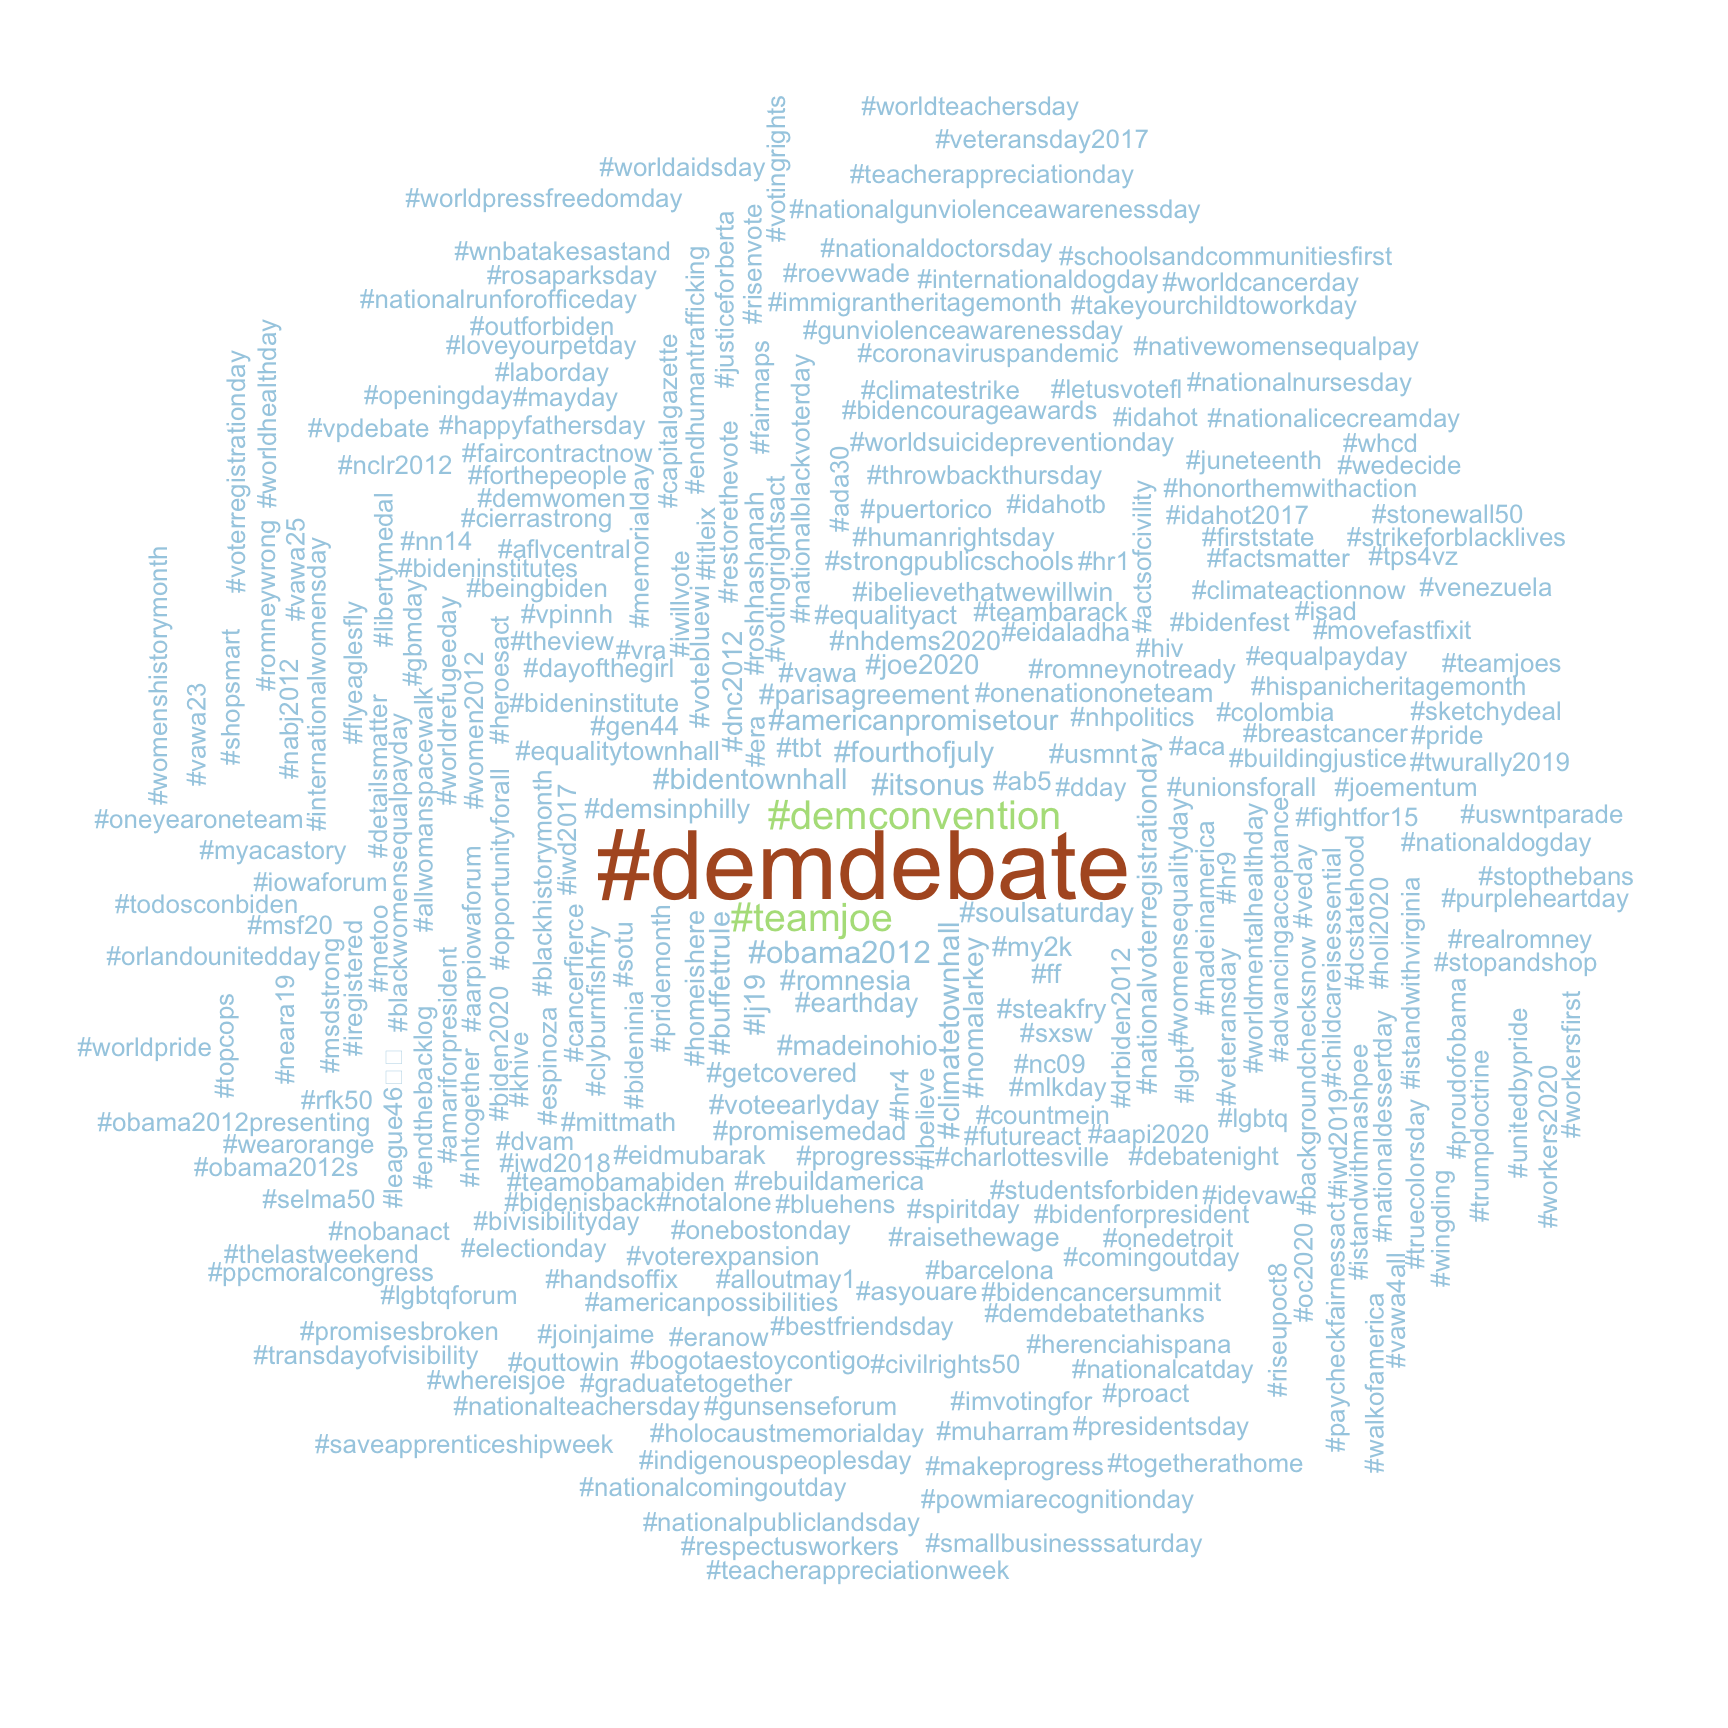 #worldteachersday
#votingrights
#veteransday2017
#worldaidsday
#teacherappreciationday
#worldpressfreedomday
#nationalgunviolenceawarenessday
#wnbatakesastand
#justiceforberta
#risenvote
#nationaldoctorsday
#schoolsandcommunitiesfirst
#rosaparksday
#endhumantrafficking
#roevwade
#internationaldogday
#worldcancerday
#nationalrunforofficeday
#immigrantheritagemonth
#takeyourchildtoworkday
#outforbiden
#gunviolenceawarenessday
#loveyourpetday
#capitalgazette
#fairmaps
#coronaviruspandemic
#nativewomensequalpay
#laborday
#nationalblackvoterday
#climatestrike
#letusvotefl
#nationalnursesday
#openingday
#mayday
#bidencourageawards
#idahot
#nationalicecreamday
#voterregistrationday
#worldhealthday
#vpdebate
#happyfathersday
#worldsuicidepreventionday
#whcd
#nclr2012
#faircontractnow
#ada30
#juneteenth
#wedecide
#forthepeople
#throwbackthursday
#honorthemwithaction
#demwomen
#memorialday
#restorethevote
#votingrightsact
#puertorico
#idahotb
#idahot2017
#stonewall50
#cierrastrong
#titleix
#roshhashanah
#humanrightsday
#actsofcivility
#firststate
#strikeforblacklives
#libertymedal
#nn14
#aflvcentral
#strongpublicschools
#hr1
#factsmatter
#tps4vz
#romneywrong
#vawa25
#bideninstitutes
#beingbiden
#iwillvote
#ibelievethatwewillwin
#climateactionnow
#venezuela
#womenshistorymonth
#internationalwomensday
#gbmday
#vpinnh
#equalityact
#teambarack
#bidenfest
#isad
#shopsmart
#flyeaglesfly
#worldrefugeeday
#heroesact
#theview
#vra
#votebluewi
#dnc2012
#nhdems2020
#eidaladha
#hiv
#movefastfixit
#vawa23
#nabj2012
#women2012
#dayofthegirl
#vawa
#joe2020
#romneynotready
#equalpayday
#teamjoes
#detailsmatter
#bideninstitute
#parisagreement
#onenationoneteam
#hispanicheritagemonth
#gen44
#era
#americanpromisetour
#nhpolitics
#colombia
#sketchydeal
#allwomanspacewalk
#blackwomensequalpayday
#equalitytownhall
#tbt
#fourthofjuly
#usmnt
#aca
#breastcancer
#pride
#bidentownhall
#itsonus
#ab5
#dday
#buildingjustice
#twurally2019
#unionsforall
#joementum
#oneyearoneteam
#opportunityforall
#blackhistorymonth
#iwd2017
#demsinphilly
#demconvention
#nationalvoterregistrationday
#womensequalityday
#fightfor15
#uswntparade
#myacastory
#demdebate
#madeinamerica
#hr9
#worldmentalhealthday
#advancingacceptance
#veday
#nationaldogday
#iowaforum
#aarpiowaforum
#childcareisessential
#dcstatehood
#holi2020
#istandwithvirginia
#stopthebans
#todosconbiden
#metoo
#teamjoe
#soulsaturday
#purpleheartday
#msf20
#msdstrong
#iregistered
#cancerfierce
#clyburnfishfry
#sotu
#pridemonth
#homeishere
#buffettrule
#obama2012
#climatetownhall
#nomalarkey
#my2k
#drbiden2012
#veteransday
#backgroundchecksnow
#realromney
#orlandounitedday
#amariforpresident
#lj19
#romnesia
#ff
#stopandshop
#neara19
#biden2020
#khive
#espinoza
#bideninia
#earthday
#steakfry
#topcops
#endthebacklog
#nhtogether
#sxsw
#lgbt
#nationaldessertday
#proudofobama
#workersfirst
#worldpride
#league46
#madeinohio
#nc09
#istandwithmashpee
#trumpdoctrine
#unitedbypride
#getcovered
#hr4
#mlkday
#iwd2019
#workers2020
#rfk50
#voteearlyday
#ibelieve
#countmein
#lgbtq
#truecolorsday
#obama2012presenting
#mittmath
#promisemedad
#futureact
#aapi2020
#wearorange
#dvam
#obama2012s
#iwd2018
#eidmubarak
#progress
#charlottesville
#debatenight
#teamobamabiden
#rebuildamerica
#studentsforbiden
#idevaw
#wingding
#selma50
#bidenisback
#notalone
#bluehens
#spiritday
#bidenforpresident
#nobanact
#bivisibilityday
#onebostonday
#raisethewage
#onedetroit
#oc2020
#paycheckfairnessact
#thelastweekend
#electionday
#voterexpansion
#comingoutday
#vawa4all
#ppcmoralcongress
#handsoffix
#alloutmay1
#barcelona
#riseupoct8
#lgbtqforum
#americanpossibilities
#asyouare
#bidencancersummit
#walkofamerica
#demdebatethanks
#promisesbroken
#joinjaime
#eranow
#bestfriendsday
#herenciahispana
#transdayofvisibility
#outtowin
#bogotaestoycontigo
#civilrights50
#nationalcatday
#whereisjoe
#graduatetogether
#proact
#nationalteachersday
#gunsenseforum
#imvotingfor
#saveapprenticeshipweek
#holocaustmemorialday
#muharram
#presidentsday
#indigenouspeoplesday
#makeprogress
#togetherathome
#nationalcomingoutday
#powmiarecognitionday
#nationalpubliclandsday
#respectusworkers
#smallbusinesssaturday
#teacherappreciationweek